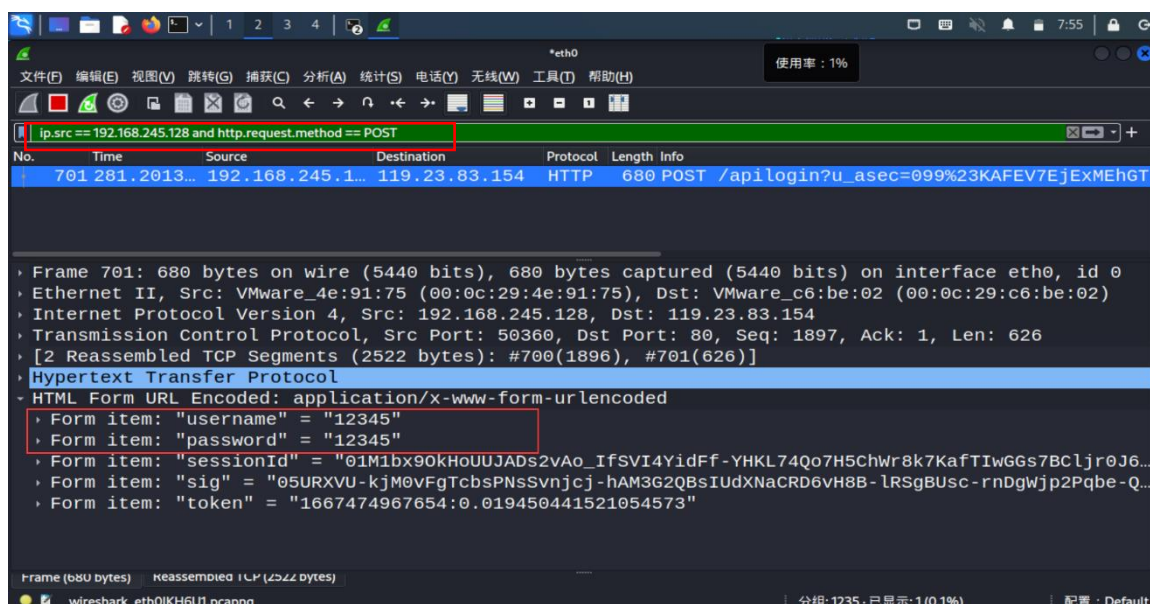 1 2 3 4 7:55
*eth0
使用率：1%
文件(F) 编辑(E) 视图(V) 跳转(G) 捕获(C) 分析(A) 统计(S) 电话(Y) 无线(W) 工具(T) 帮助(H)
ip.src == 192.168.245.128 and http.request.method == POST
No. Time Source Destination Protocol Length Info
701 281.2013… 192.168.245.1… 119.23.83.154 HTTP 680 POST /apilogin?u_asec=099%23KAFEV7EjExMEhGT
Frame 701: 680 bytes on wire (5440 bits), 680 bytes captured (5440 bits) on interface eth0, id 0
Ethernet II, Src: VMware_4e:91:75 (00:0c:29:4e:91:75), Dst: VMware_c6:be:02 (00:0c:29:c6:be:02)
Internet Protocol Version 4, Src: 192.168.245.128, Dst: 119.23.83.154
Transmission Control Protocol, Src Port: 50360, Dst Port: 80, Seq: 1897, Ack: 1, Len: 626
[2 Reassembled TCP Segments (2522 bytes): #700(1896), #701(626)]
Hypertext Transfer Protocol
HTML Form URL Encoded: application/x-www-form-urlencoded
Form item: "username" = "12345"
Form item: "password" = "12345"
Form item: "sessionId" = "01M1bx9OkHoUUJADs2vAo_IfSVI4YidFf-YHKL74Qo7H5ChWr8k7KafTIwGGs7BCljr0J6…
Form item: "sig" = "05URXVU-kjM0vFgTcbsPNsSvnjcj-hAM3G2QBsIUdXNaCRD6vH8B-lRSgBUsc-rnDgWjp2Pqbe-Q…
Form item: "token" = "1667474967654:0.019450441521054573"
Frame (680 bytes) Reassembled TCP (2522 bytes)
wireshark_eth0IKH6U1.pcapng 分组: 1235 · 已显示: 1 (0.1%) 配置：Default